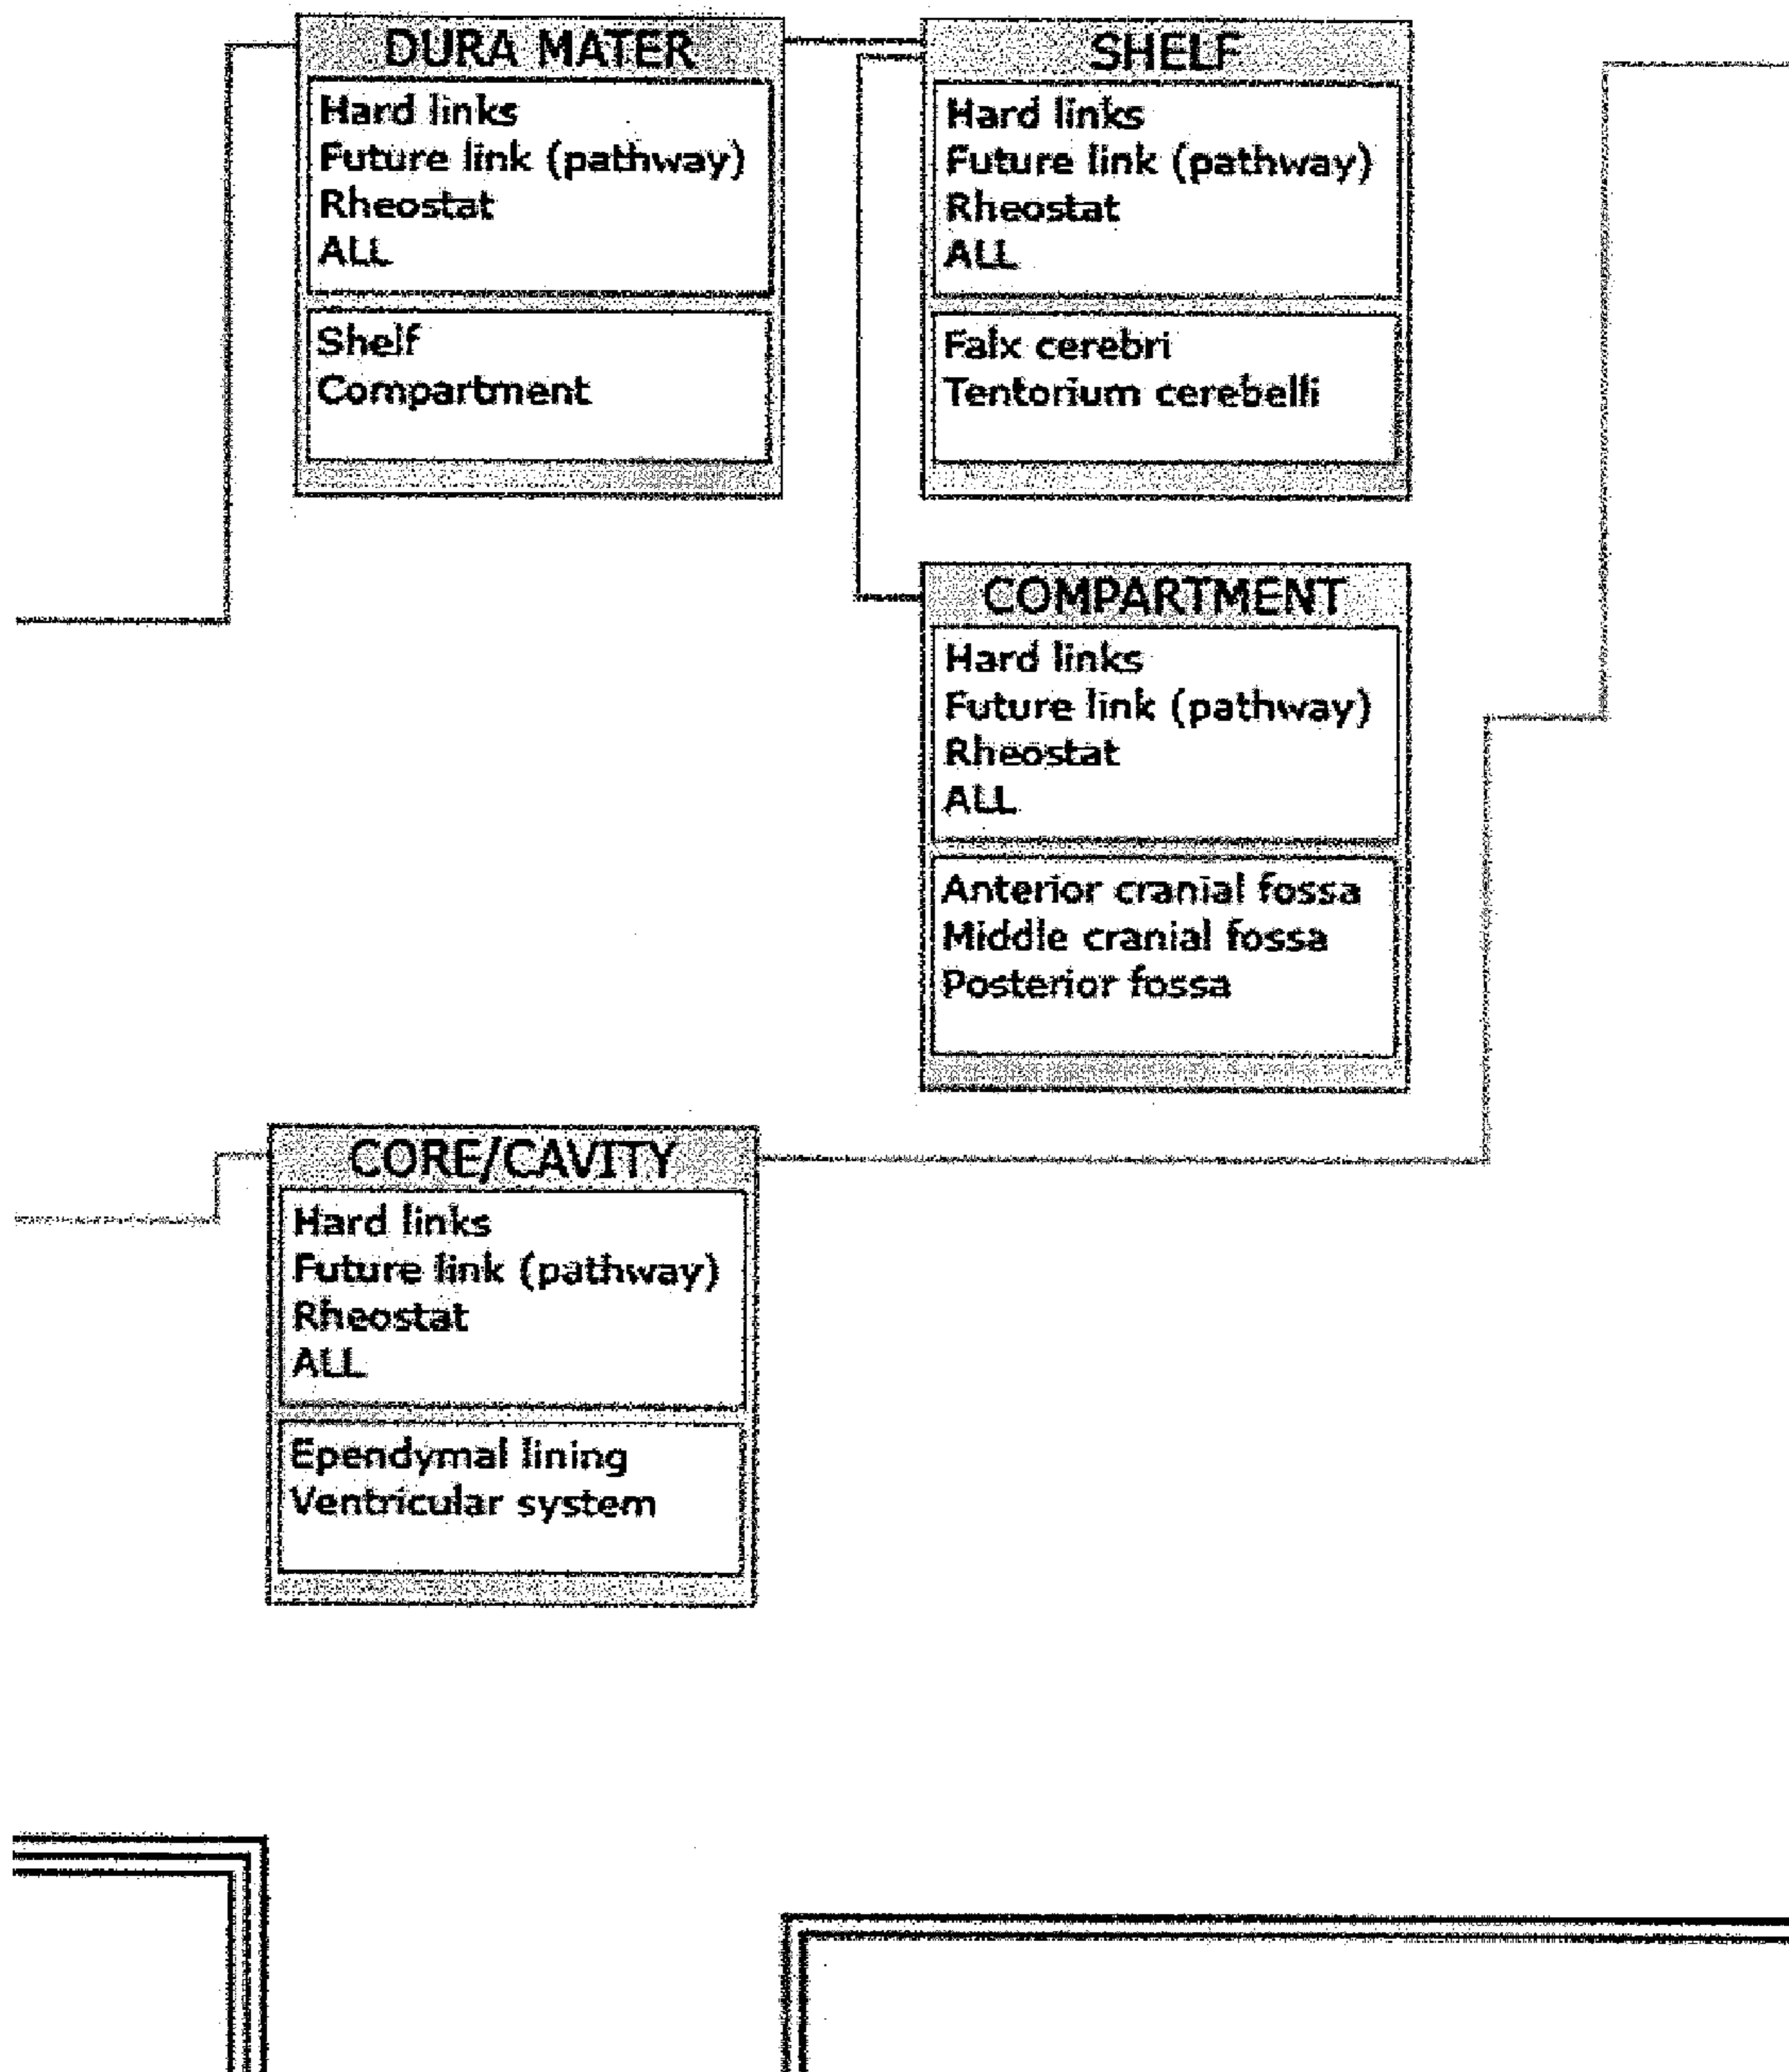 DURA MATER
Hard links
Future link (pathway)
Rheostat
ALL
Shelf
Compartment
SHELF
Hard links
Future link (pathway)
Rheostat
ALL
Falx cerebri
Tentorium cerebelli
COMPARTMENT
Hard links
Future link (pathway)
Rheostat
ALL
Anterior cranial fossa
Middle cranial fossa
Posterior fossa
CORE/CAVITY
Hard links
Future link (pathway)
Rheostat
ALL
Ependymal lining
Ventricular system